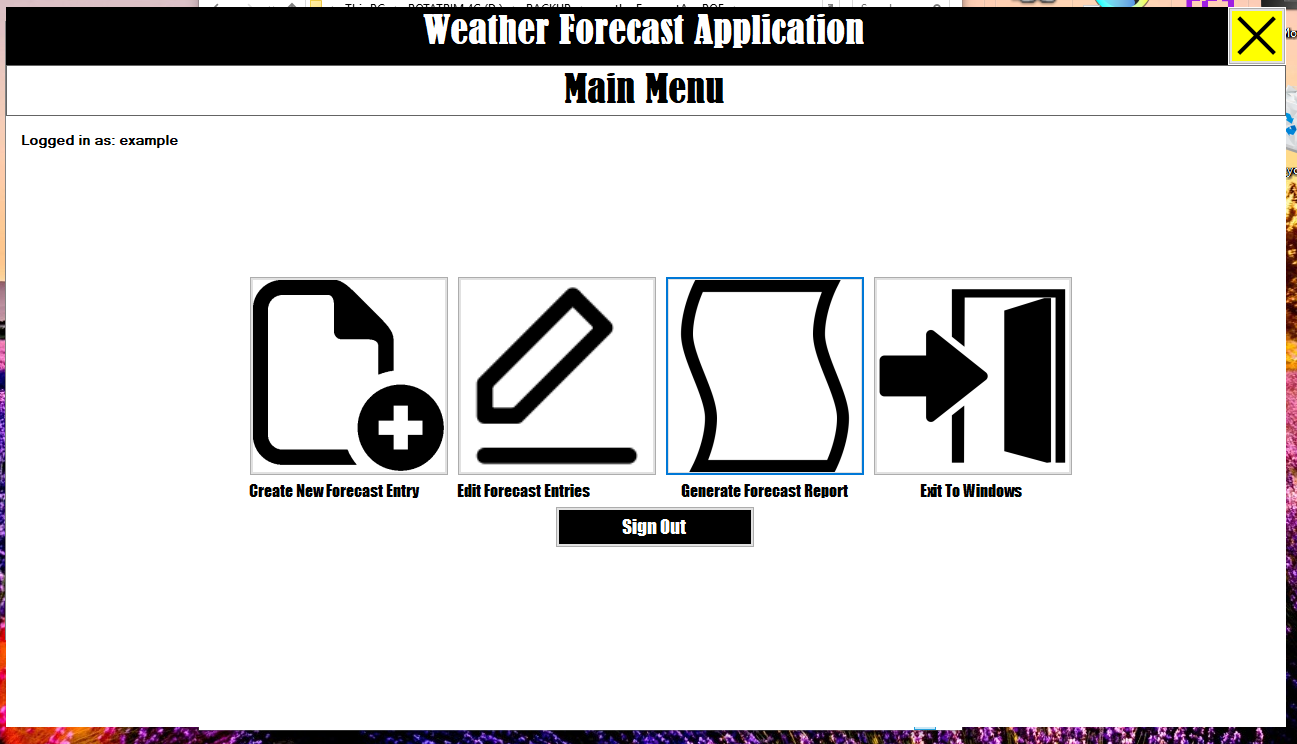 Weather Forecast Application
Main Menu
Logged in as: example
Create New Forecast Entry
Edit Forecast Entries
Generate Forecast Report
Exit To Windows
Sign Out